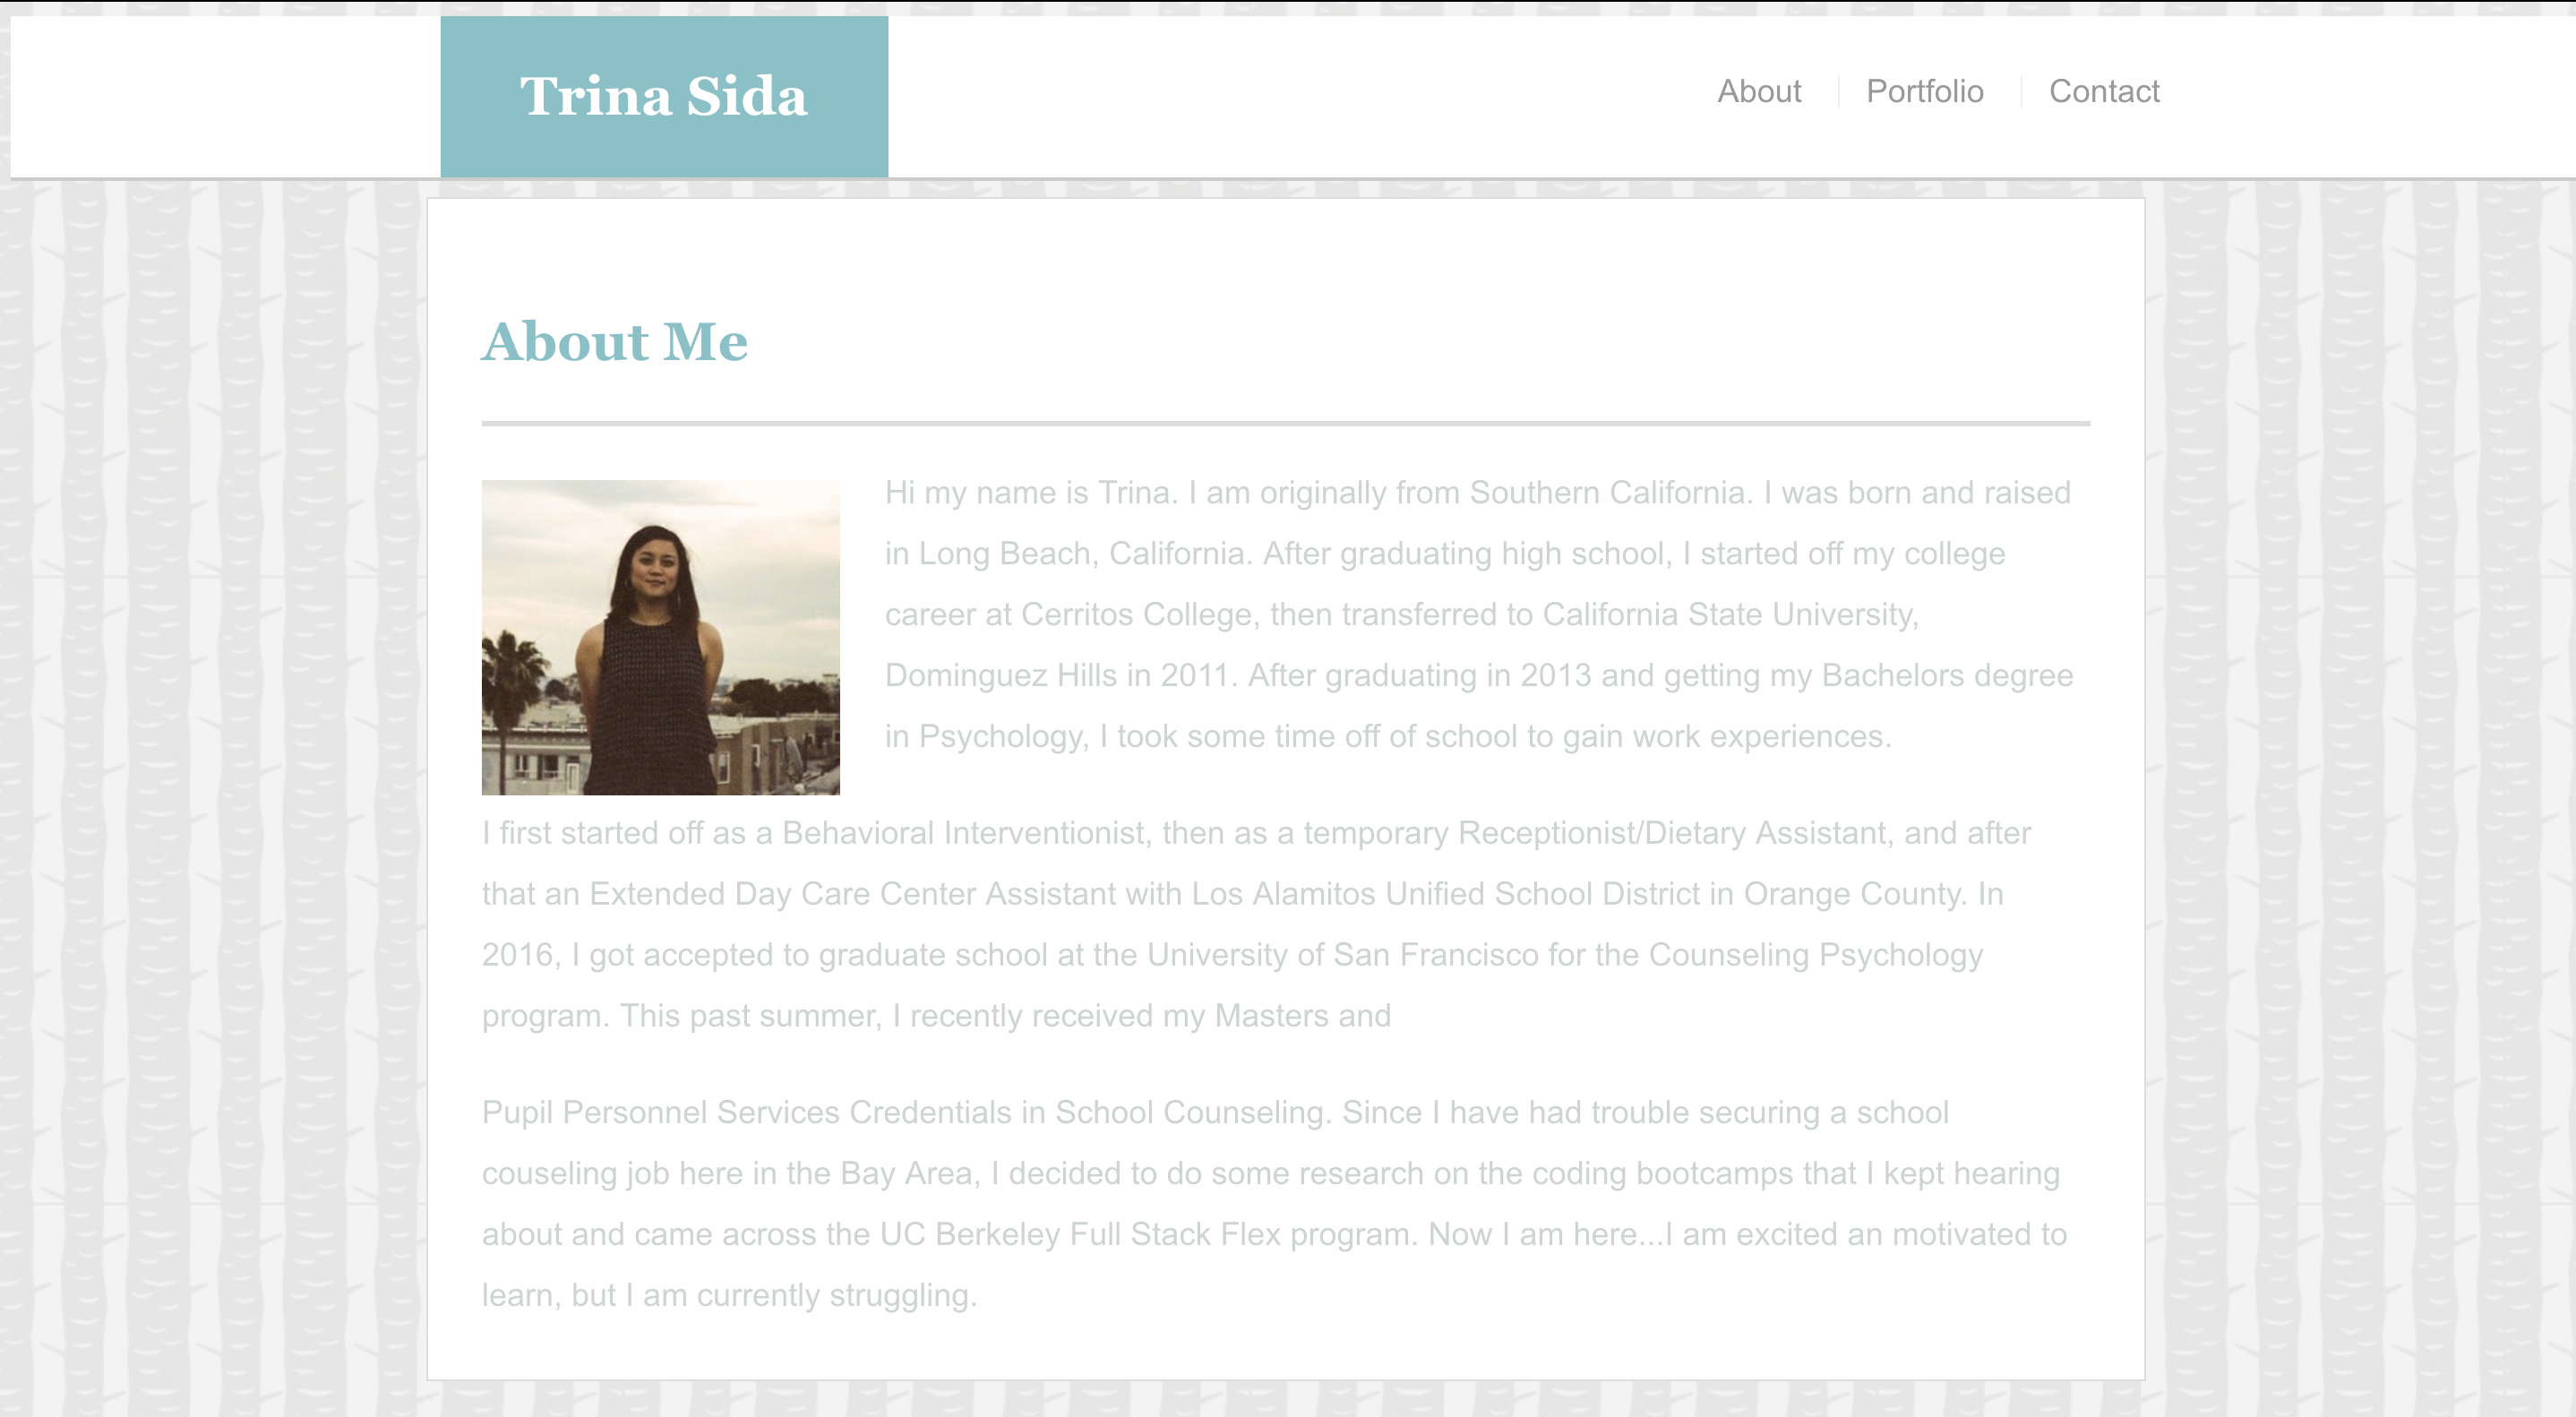 Trina Sida
About
Portfolio
Contact
About Me
Hi my name is Trina. I am originally from Southern California. I was born and raised
in Long Beach, California. After graduating high school, I started off my college
career at Cerritos College, then transferred to California State University,
Dominguez Hills in 2011. After graduating in 2013 and getting my Bachelors degree
in Psychology, I took some time off of school to gain work experiences.
I first started off as a Behavioral Interventionist, then as a temporary Receptionist/Dietary Assistant, and after
that an Extended Day Care Center Assistant with Los Alamitos Unified School District in Orange County. In
2016, I got accepted to graduate school at the University of San Francisco for the Counseling Psychology
program. This past summer, I recently received my Masters and
Pupil Personnel Services Credentials in School Counseling. Since I have had trouble securing a school
couseling job here in the Bay Area, I decided to do some research on the coding bootcamps that I kept hearing
about and came across the UC Berkeley Full Stack Flex program. Now I am here...I am excited an motivated to
learn, but I am currently struggling.